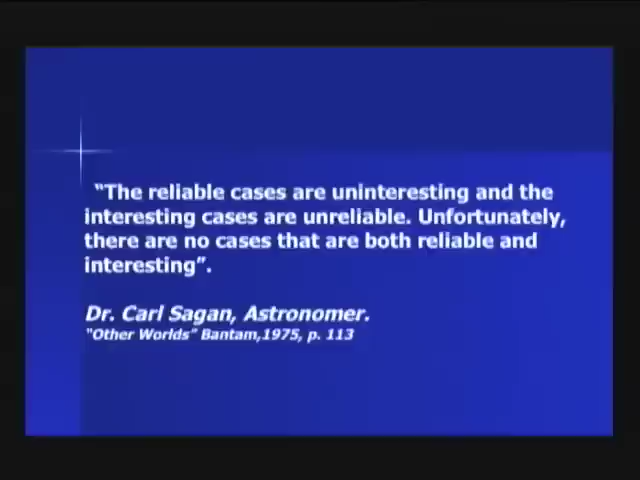 “The reliable cases are uninteresting and the
interesting cases are unreliable. Unfortunately,
there are no cases that are both reliable and
interesting”.
Dr. Carl Sagan, Astronomer.
“Other Worlds” Bantam,1975, p. 113